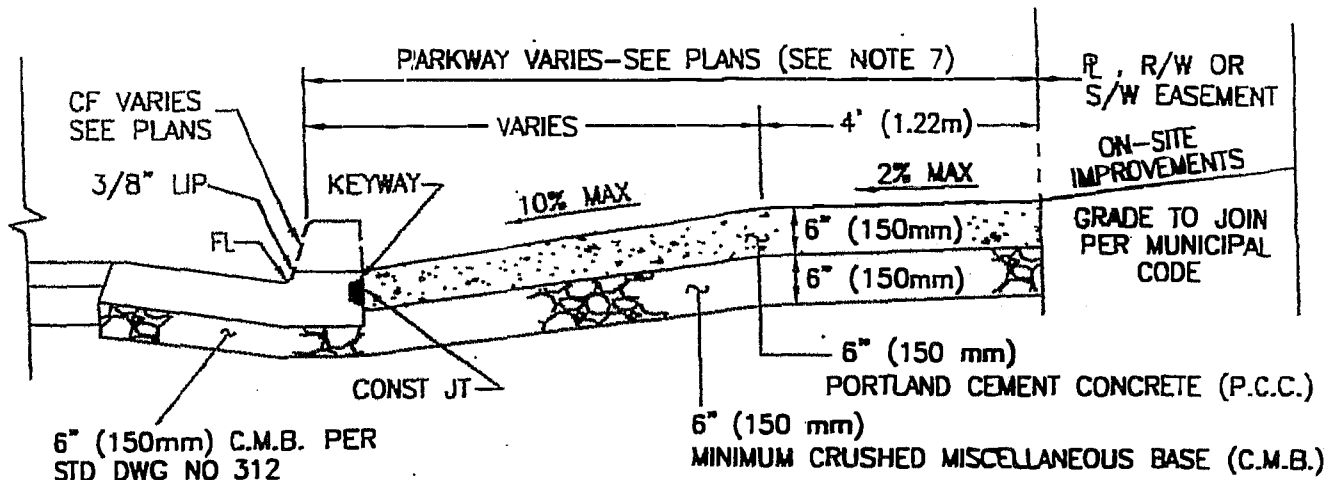 PARKWAY VARIES-SEE PLANS (SEE NOTE 7)
℄, R/W OR
S/W EASEMENT
CF VARIES
SEE PLANS
VARIES
4' (1.22m)
ON-SITE
IMPROVEMENTS
3/8" LIP
KEYWAY
10% MAX
2% MAX
FL
6" (150mm)
GRADE TO JOIN
PER MUNICIPAL
CODE
6" (150mm)
CONST JT
6" (150 mm)
PORTLAND CEMENT CONCRETE (P.C.C.)
6" (150mm) C.M.B. PER
STD DWG NO 312
6" (150 mm)
MINIMUM CRUSHED MISCELLANEOUS BASE (C.M.B.)